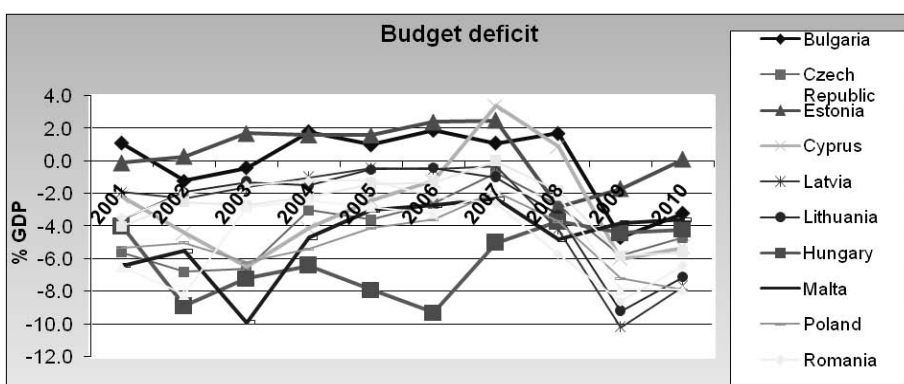 Budget deficit
% GDP
4.0
2.0
0.0
-2.0
-4.0
-6.0
-8.0
-10.0
-12.0
2001 2002 2003 2004 2005 2006 2007 2008 2009 2010
Bulgaria
Czech
Republic
Estonia
Cyprus
Latvia
Lithuania
Hungary
Malta
Poland
Romania